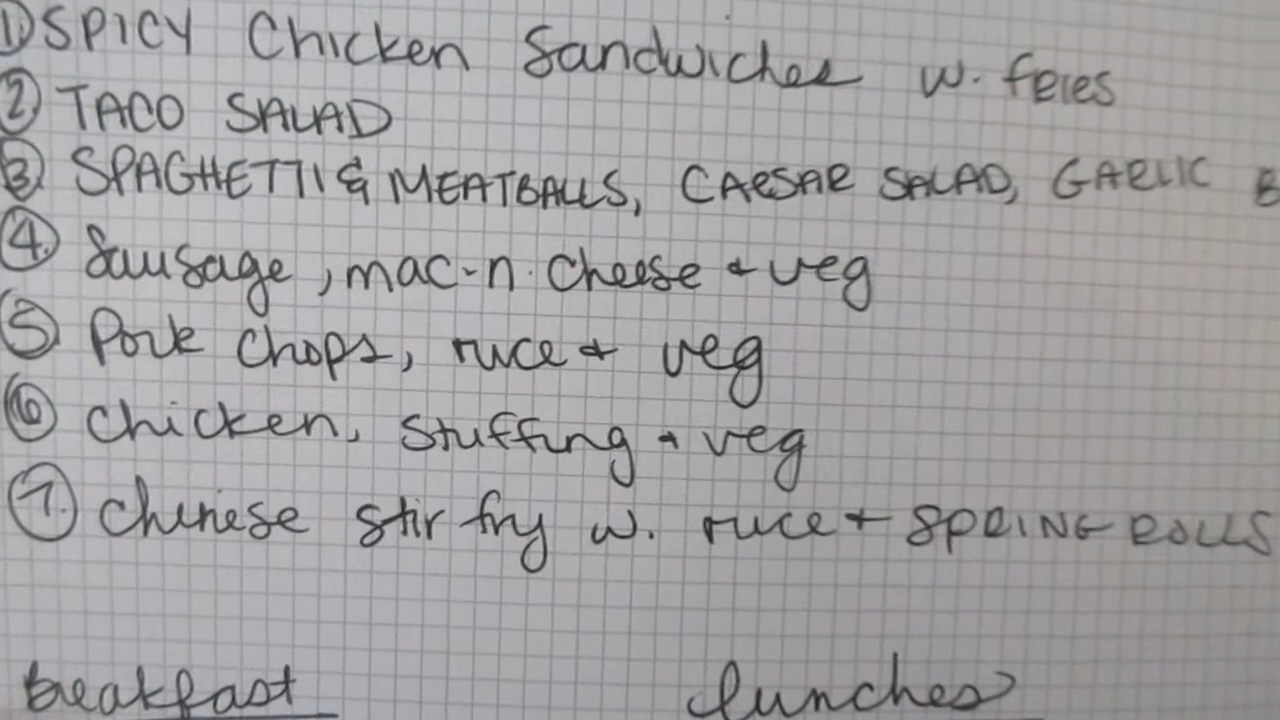 1) SPICY Chicken Sandwiches w. fries
2) TACO SALAD
3) SPAGHETTI & MEATBALLS, CAESAR SALAD, GARLIC B
4. Sausage, mac-n-cheese + veg
5) Pork chops, rice + veg
6) chicken, stuffing + veg
7. Chinese stir fry w. rice + SPRING ROLLS
breakfast lunches